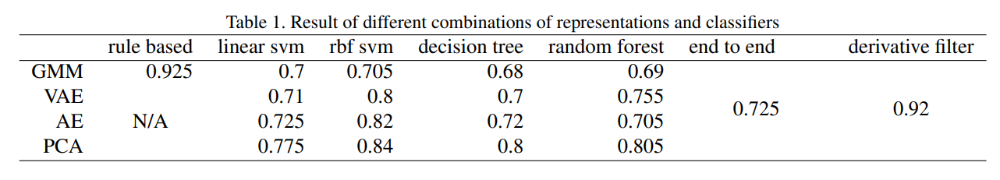 Table 1. Result of different combinations of representations and classifiers
rule based linear svm rbf svm decision tree random forest end to end derivative filter
GMM 0.925 0.7 0.705 0.68 0.69
VAE 0.71 0.8 0.7 0.755
0.725 0.92
AE N/A 0.725 0.82 0.72 0.705
PCA 0.775 0.84 0.8 0.805